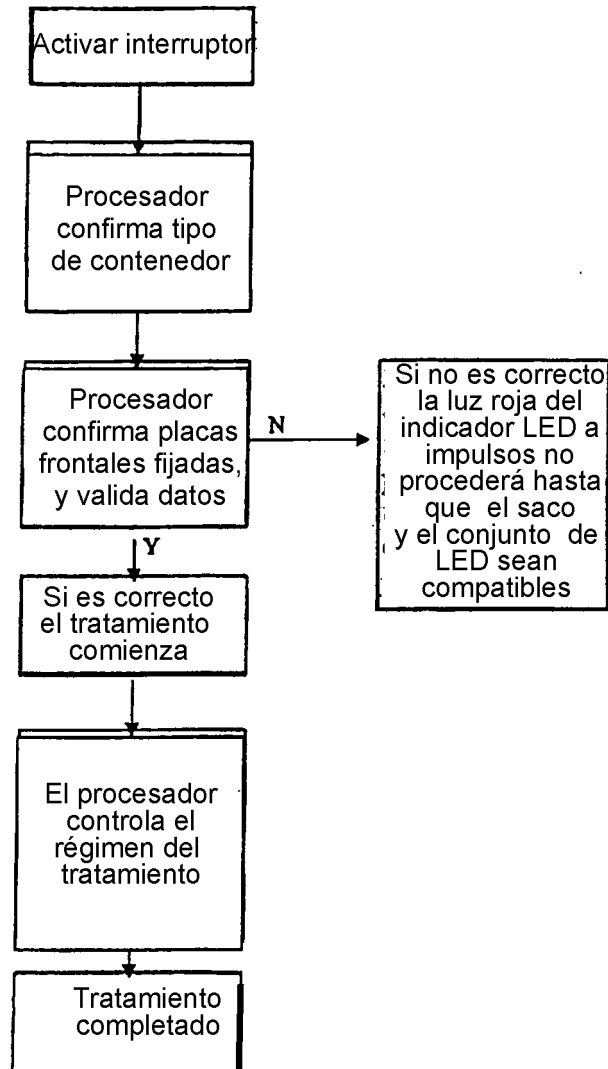 Activar interruptor
Procesador
confirma tipo
de contenedor
Procesador
confirma placas
frontales fijadas,
y valida datos
N
Si no es correcto
la luz roja del
indicador LED a
impulsos no
procederá hasta
que el saco
y el conjunto de
LED sean
compatibles
Y
Si es correcto
el tratamiento
comienza
El procesador
controla el
régimen del
tratamiento
Tratamiento
completado